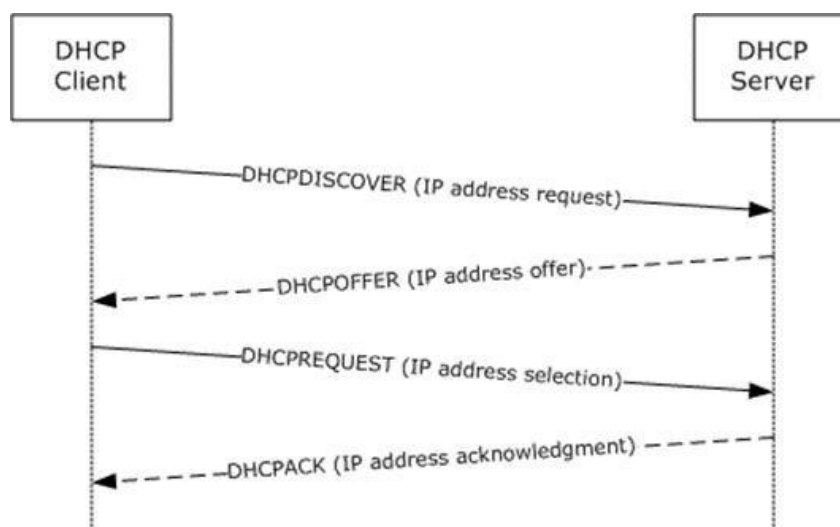 DHCP
Client
DHCP
Server
DHCPDISCOVER (IP address request)
DHCPOFFER (IP address offer)
DHCPREQUEST (IP address selection)
DHCPACK (IP address acknowledgment)